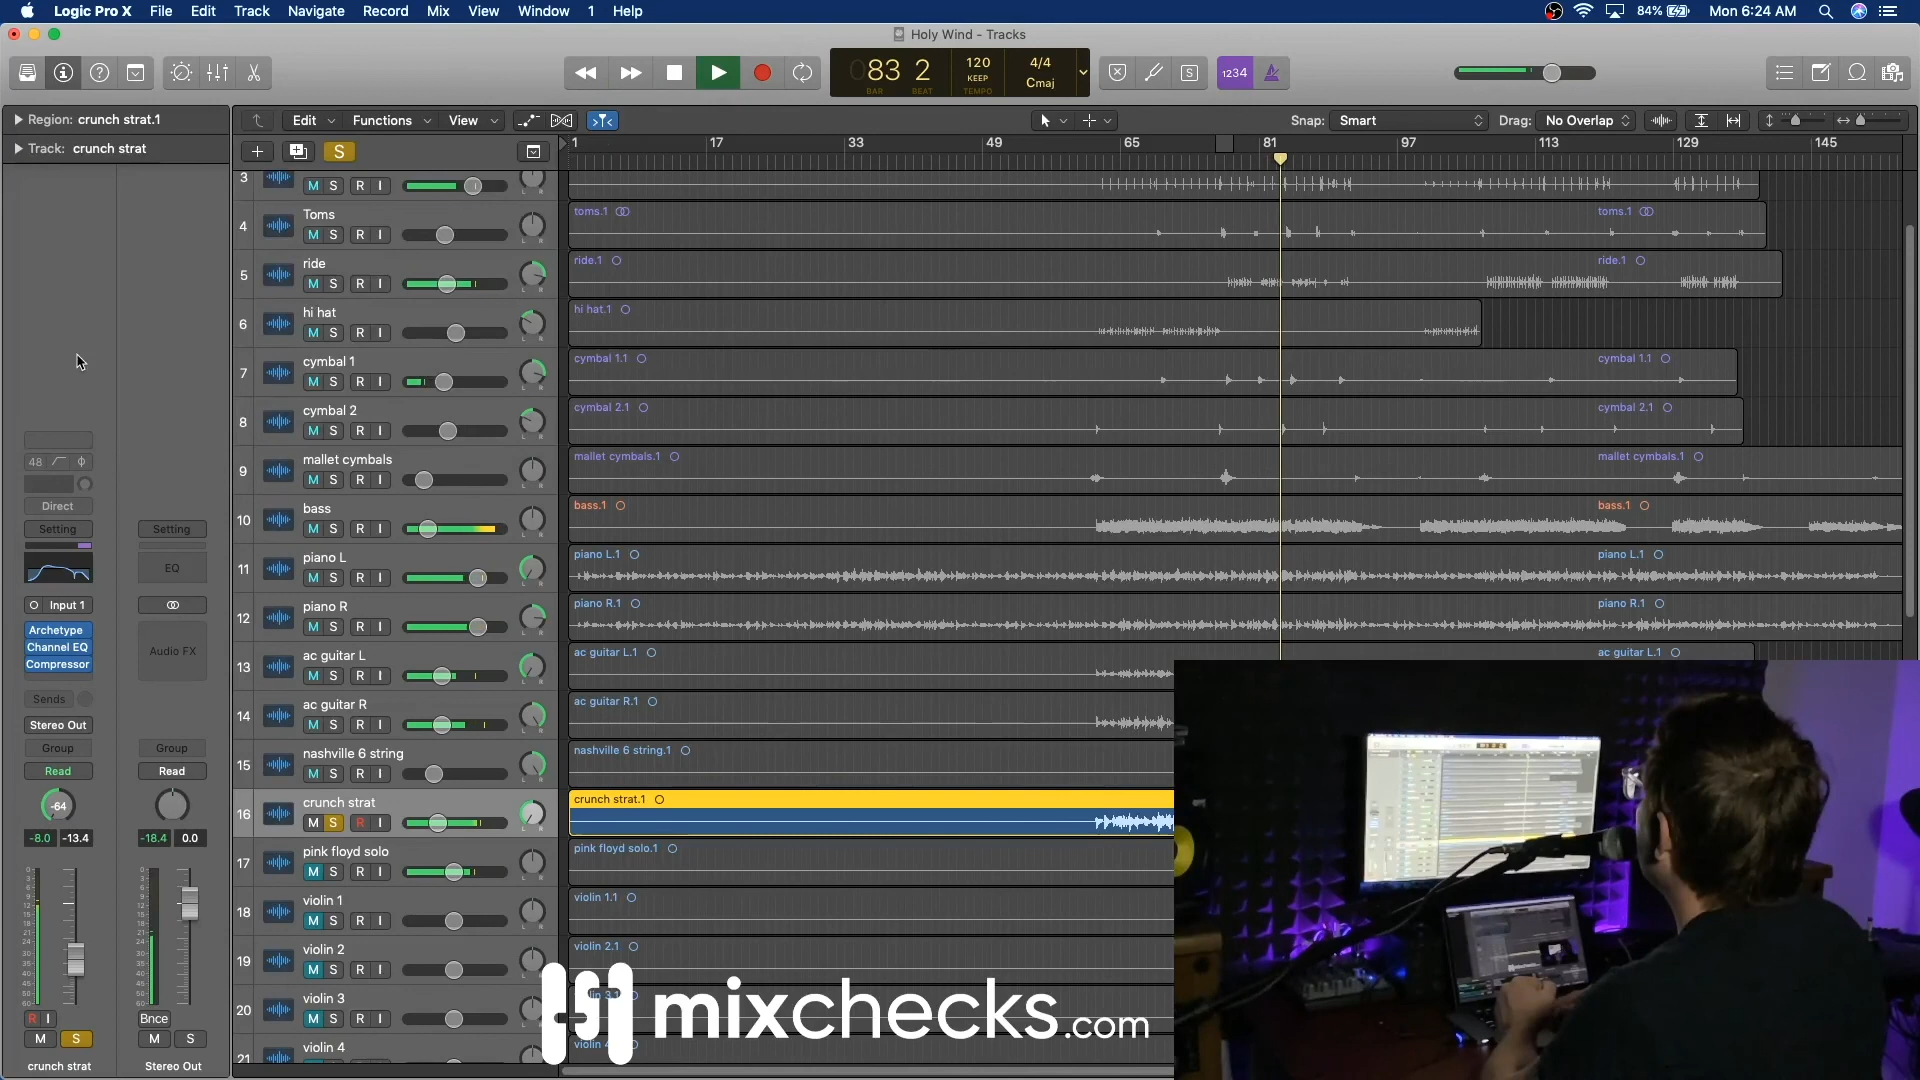 Logic Pro X File Edit Track Navigate Record Mix View Window 1 Help 84% Mon 6:24 AM
Holy Wind - Tracks
083 2 120 4/4 1234
KEEP Cmaj
BAR BEAT TEMPO
Region: crunch strat.1
Edit Functions View Snap: Smart Drag: No Overlap
Track: crunch strat
S
1 17 33 49 65 81 97 113 129 145
3 M S R I
4 Toms M S R I toms.1 toms.1
5 ride M S R I ride.1 ride.1
6 hi hat M S R I hi hat.1
7 cymbal 1 M S R I cymbal 1.1 cymbal 1.1
8 cymbal 2 M S R I cymbal 2.1 cymbal 2.1
9 mallet cymbals M S R I mallet cymbals.1 mallet cymbals.1
10 bass M S R I bass.1 bass.1
11 piano L M S R I piano L.1 piano L.1
12 piano R M S R I piano R.1 piano R.1
13 ac guitar L M S R I ac guitar L.1 ac guitar L.1
14 ac guitar R M S R I ac guitar R.1
15 nashville 6 string M S R I nashville 6 string.1
16 crunch strat M S R I crunch strat.1
17 pink floyd solo M S R I pink floyd solo.1
18 violin 1 M S R I violin 1.1
19 violin 2 M S R I violin 2.1
20 violin 3 M S R I
21 violin 4
48
Direct
Setting Setting
EQ
Input 1
Archetype
Channel EQ
Compressor
Audio FX
Sends
Stereo Out
Group Group
Read Read
-64
-8.0 -13.4 -18.4 0.0
R I Bnce
M S M S
crunch strat Stereo Out
mixchecks.com